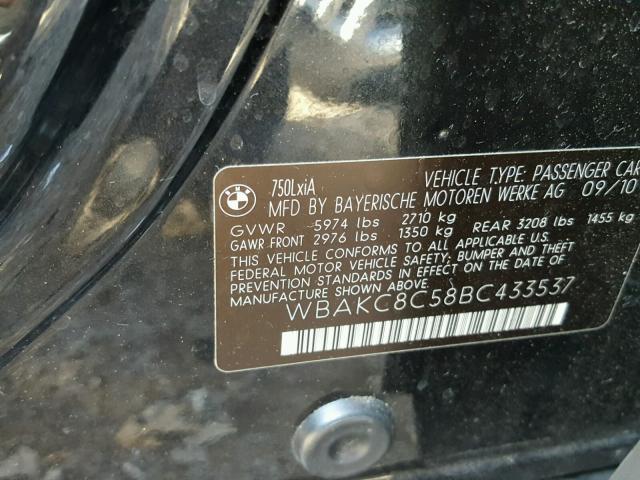 BMW
750LxiA
VEHICLE TYPE: PASSENGER CAR
MFD BY BAYERISCHE MOTOREN WERKE AG 09/10
GVWR 5974 lbs 2710 kg
GAWR FRONT 2976 lbs 1350 kg REAR 3208 lbs 1455 kg
THIS VEHICLE CONFORMS TO ALL APPLICABLE U.S.
FEDERAL MOTOR VEHICLE SAFETY, BUMPER AND THEFT
PREVENTION STANDARDS IN EFFECT ON THE DATE OF
MANUFACTURE SHOWN ABOVE.
WBAKC8C58BC433537